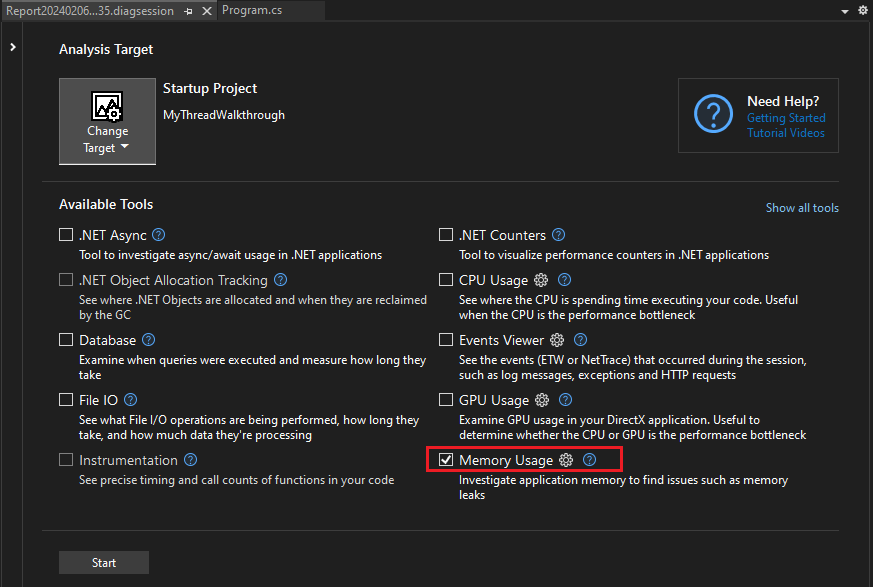 Report20240206...35.diagsession
Program.cs
Analysis Target
Change
Target
Startup Project
MyThreadWalkthrough
Need Help?
Getting Started
Tutorial Videos
Available Tools
Show all tools
.NET Async
Tool to investigate async/await usage in .NET applications
.NET Object Allocation Tracking
See where .NET Objects are allocated and when they are reclaimed
by the GC
Database
Examine when queries were executed and measure how long they
take
File IO
See what File I/O operations are being performed, how long they
take, and how much data they're processing
Instrumentation
See precise timing and call counts of functions in your code
.NET Counters
Tool to visualize performance counters in .NET applications
CPU Usage
See where the CPU is spending time executing your code. Useful
when the CPU is the performance bottleneck
Events Viewer
See the events (ETW or NetTrace) that occurred during the session,
such as log messages, exceptions and HTTP requests
GPU Usage
Examine GPU usage in your DirectX application. Useful to
determine whether the CPU or GPU is the performance bottleneck
Memory Usage
Investigate application memory to find issues such as memory
leaks
Start